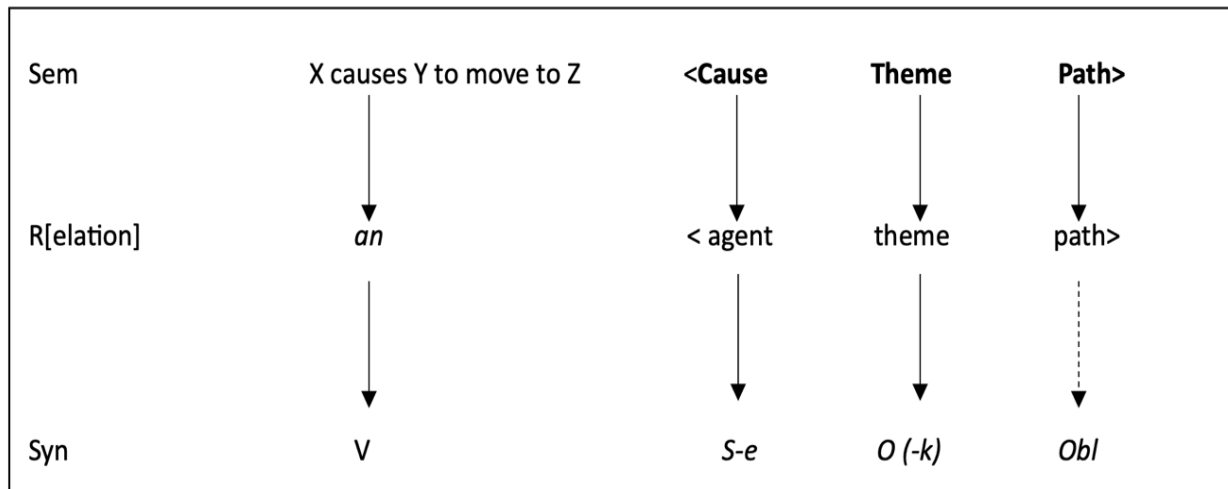 Sem X causes Y to move to Z <Cause Theme Path>
R[elation] an < agent theme path>
Syn V S-e O (-k) Obl